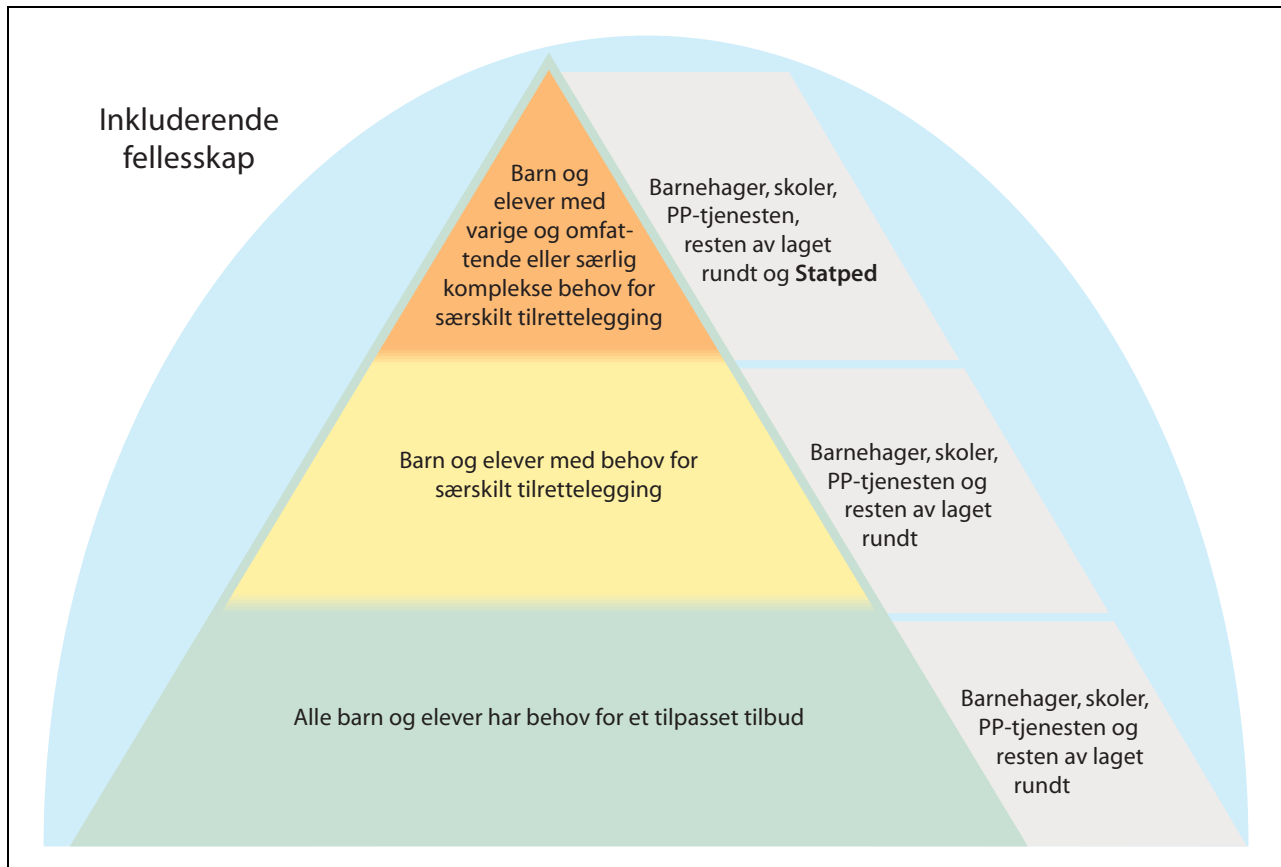 Inkluderende
fellesskap
Barn og
elever med
varige og omfat-
tende eller særlig
komplekse behov for
særskilt tilrettelegging
Barnehager, skoler,
PP-tjenesten,
resten av laget
rundt og Statped
Barn og elever med behov for
særskilt tilrettelegging
Barnehager, skoler,
PP-tjenesten og
resten av laget
rundt
Alle barn og elever har behov for et tilpasset tilbud
Barnehager, skoler,
PP-tjenesten og
resten av laget
rundt